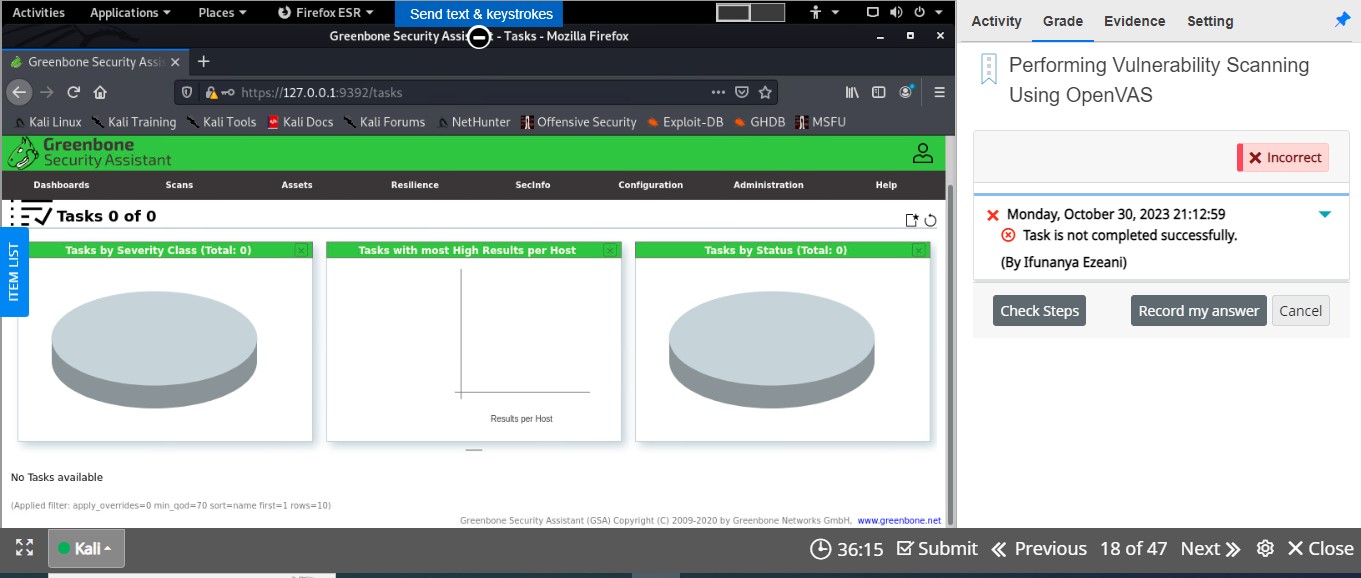 Activities Applications Places Firefox ESR Send text & keystrokes
Greenbone Security Assi t - Tasks - Mozilla Firefox
Greenbone Security Assi
https://127.0.0.1:9392/tasks
Kali Linux Kali Training Kali Tools Kali Docs Kali Forums NetHunter Offensive Security Exploit-DB GHDB MSFU
Greenbone
Security Assistant
Dashboards Scans Assets Resilience SecInfo Configuration Administration Help
Tasks 0 of 0
Tasks by Severity Class (Total: 0) Tasks with most High Results per Host Tasks by Status (Total: 0)
ITEM LIST
Results per Host
No Tasks available
(Applied filter: apply_overrides=0 min_qod=70 sort=name first=1 rows=10)
Greenbone Security Assistant (GSA) Copyright (C) 2009-2020 by Greenbone Networks GmbH, www.greenbone.net
Activity Grade Evidence Setting
Performing Vulnerability Scanning
Using OpenVAS
Incorrect
Monday, October 30, 2023 21:12:59
Task is not completed successfully.
(By Ifunanya Ezeani)
Check Steps Record my answer Cancel
Kali 36:15 Submit Previous 18 of 47 Next Close